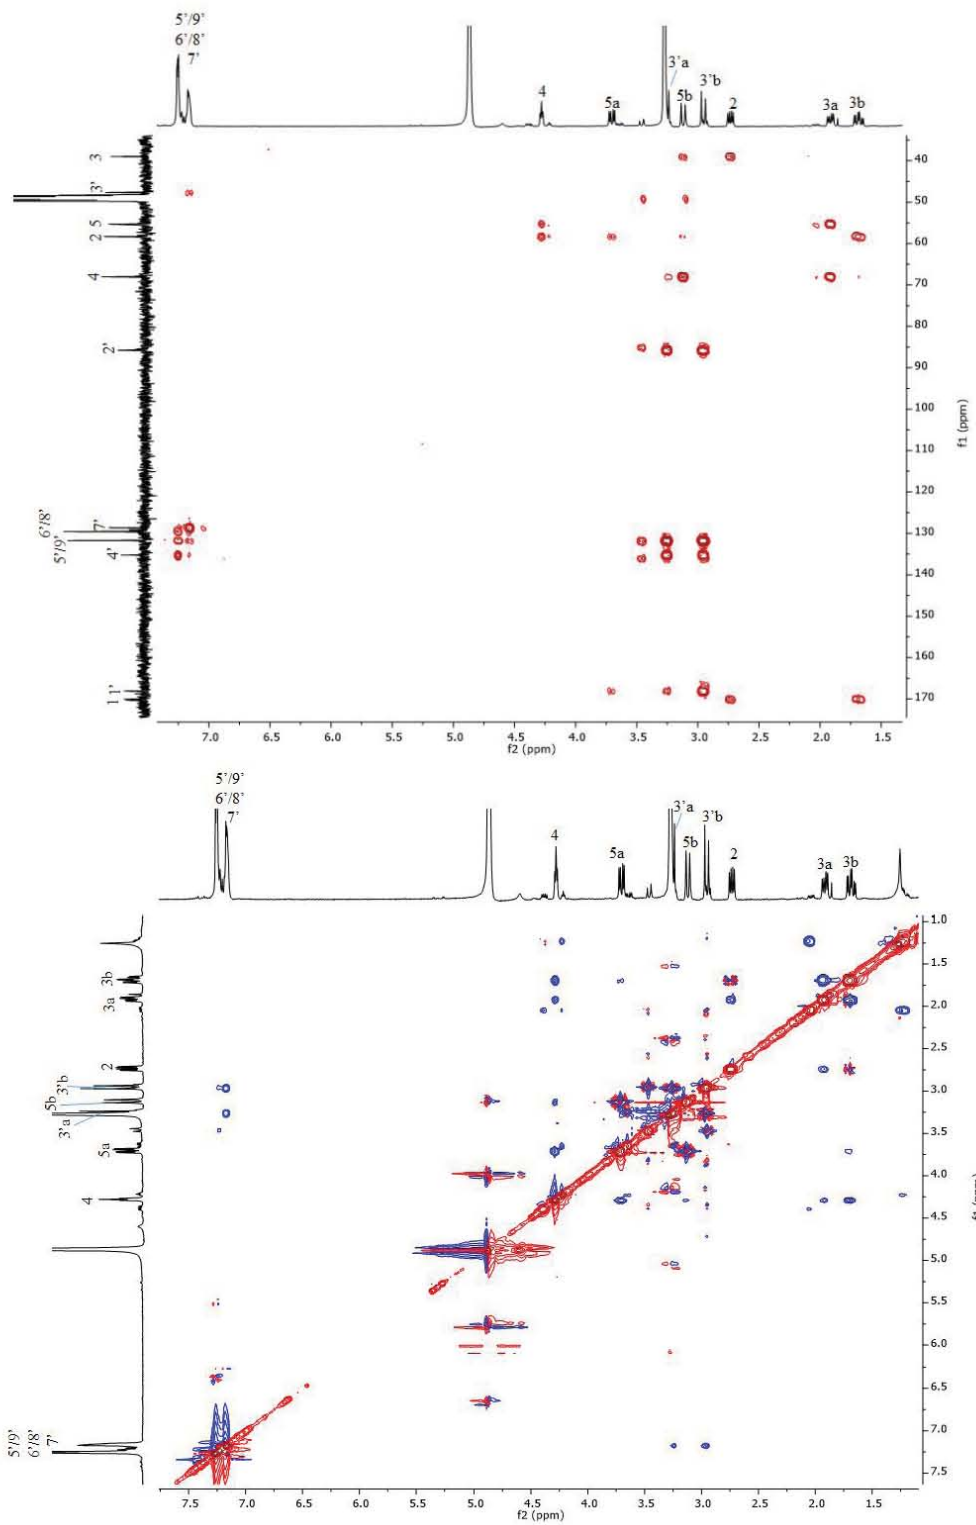 5'/9'
6'/8'
7'
4
5a
3'a
5b
3'b
2
3a
3b
3
3'
2 5
4
2'
6'/8'
7'
5'/9'
4'
1 1'
40
50
60
70
80
90
100
110
120
130
140
150
160
170
f1 (ppm)
7.0 6.5 6.0 5.5 5.0 4.5 4.0 3.5 3.0 2.5 2.0 1.5
f2 (ppm)
5'/9'
6'/8'
7'
4
5a
3'a
5b
3'b
2
3a
3b
3b
3a
2
3'b
5b
3'a
5a
4
5'/9'
6'/8'
7'
1.0
1.5
2.0
2.5
3.0
3.5
4.0
4.5
5.0
5.5
6.0
6.5
7.0
7.5
f1 (ppm)
7.5 7.0 6.5 6.0 5.5 5.0 4.5 4.0 3.5 3.0 2.5 2.0 1.5
f2 (ppm)